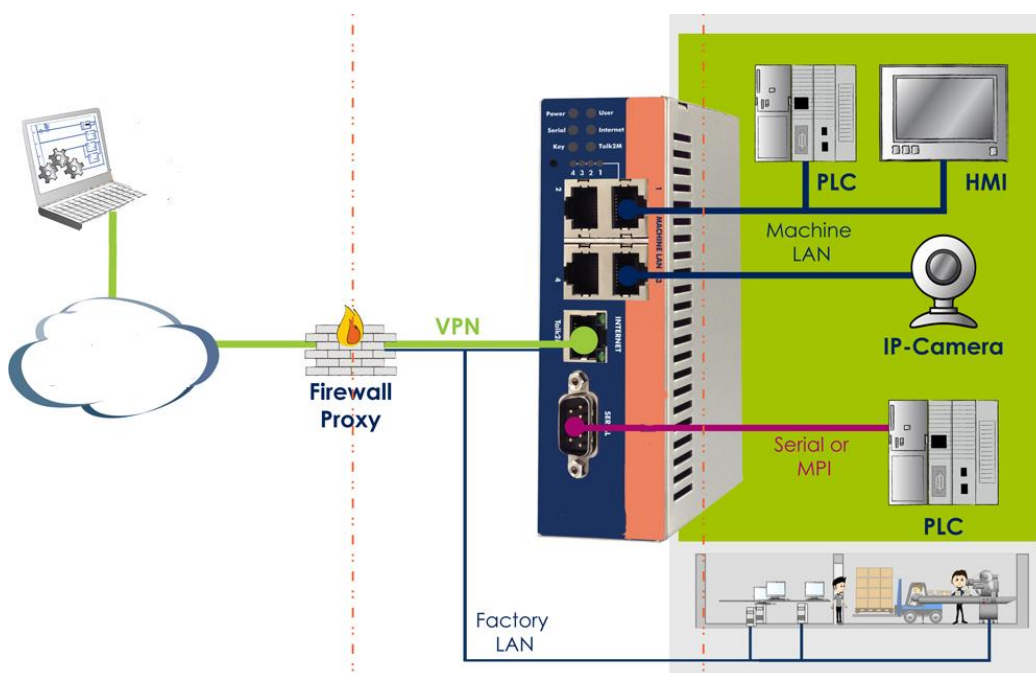 Power
User
Serial
Internet
Key
Talk2M
4 3 2 1
2
1
MACHINE LAN
4
3
INTERNET
SERIAL
VPN
Firewall
Proxy
PLC
HMI
Machine
LAN
IP-Camera
Serial or
MPI
PLC
Factory
LAN